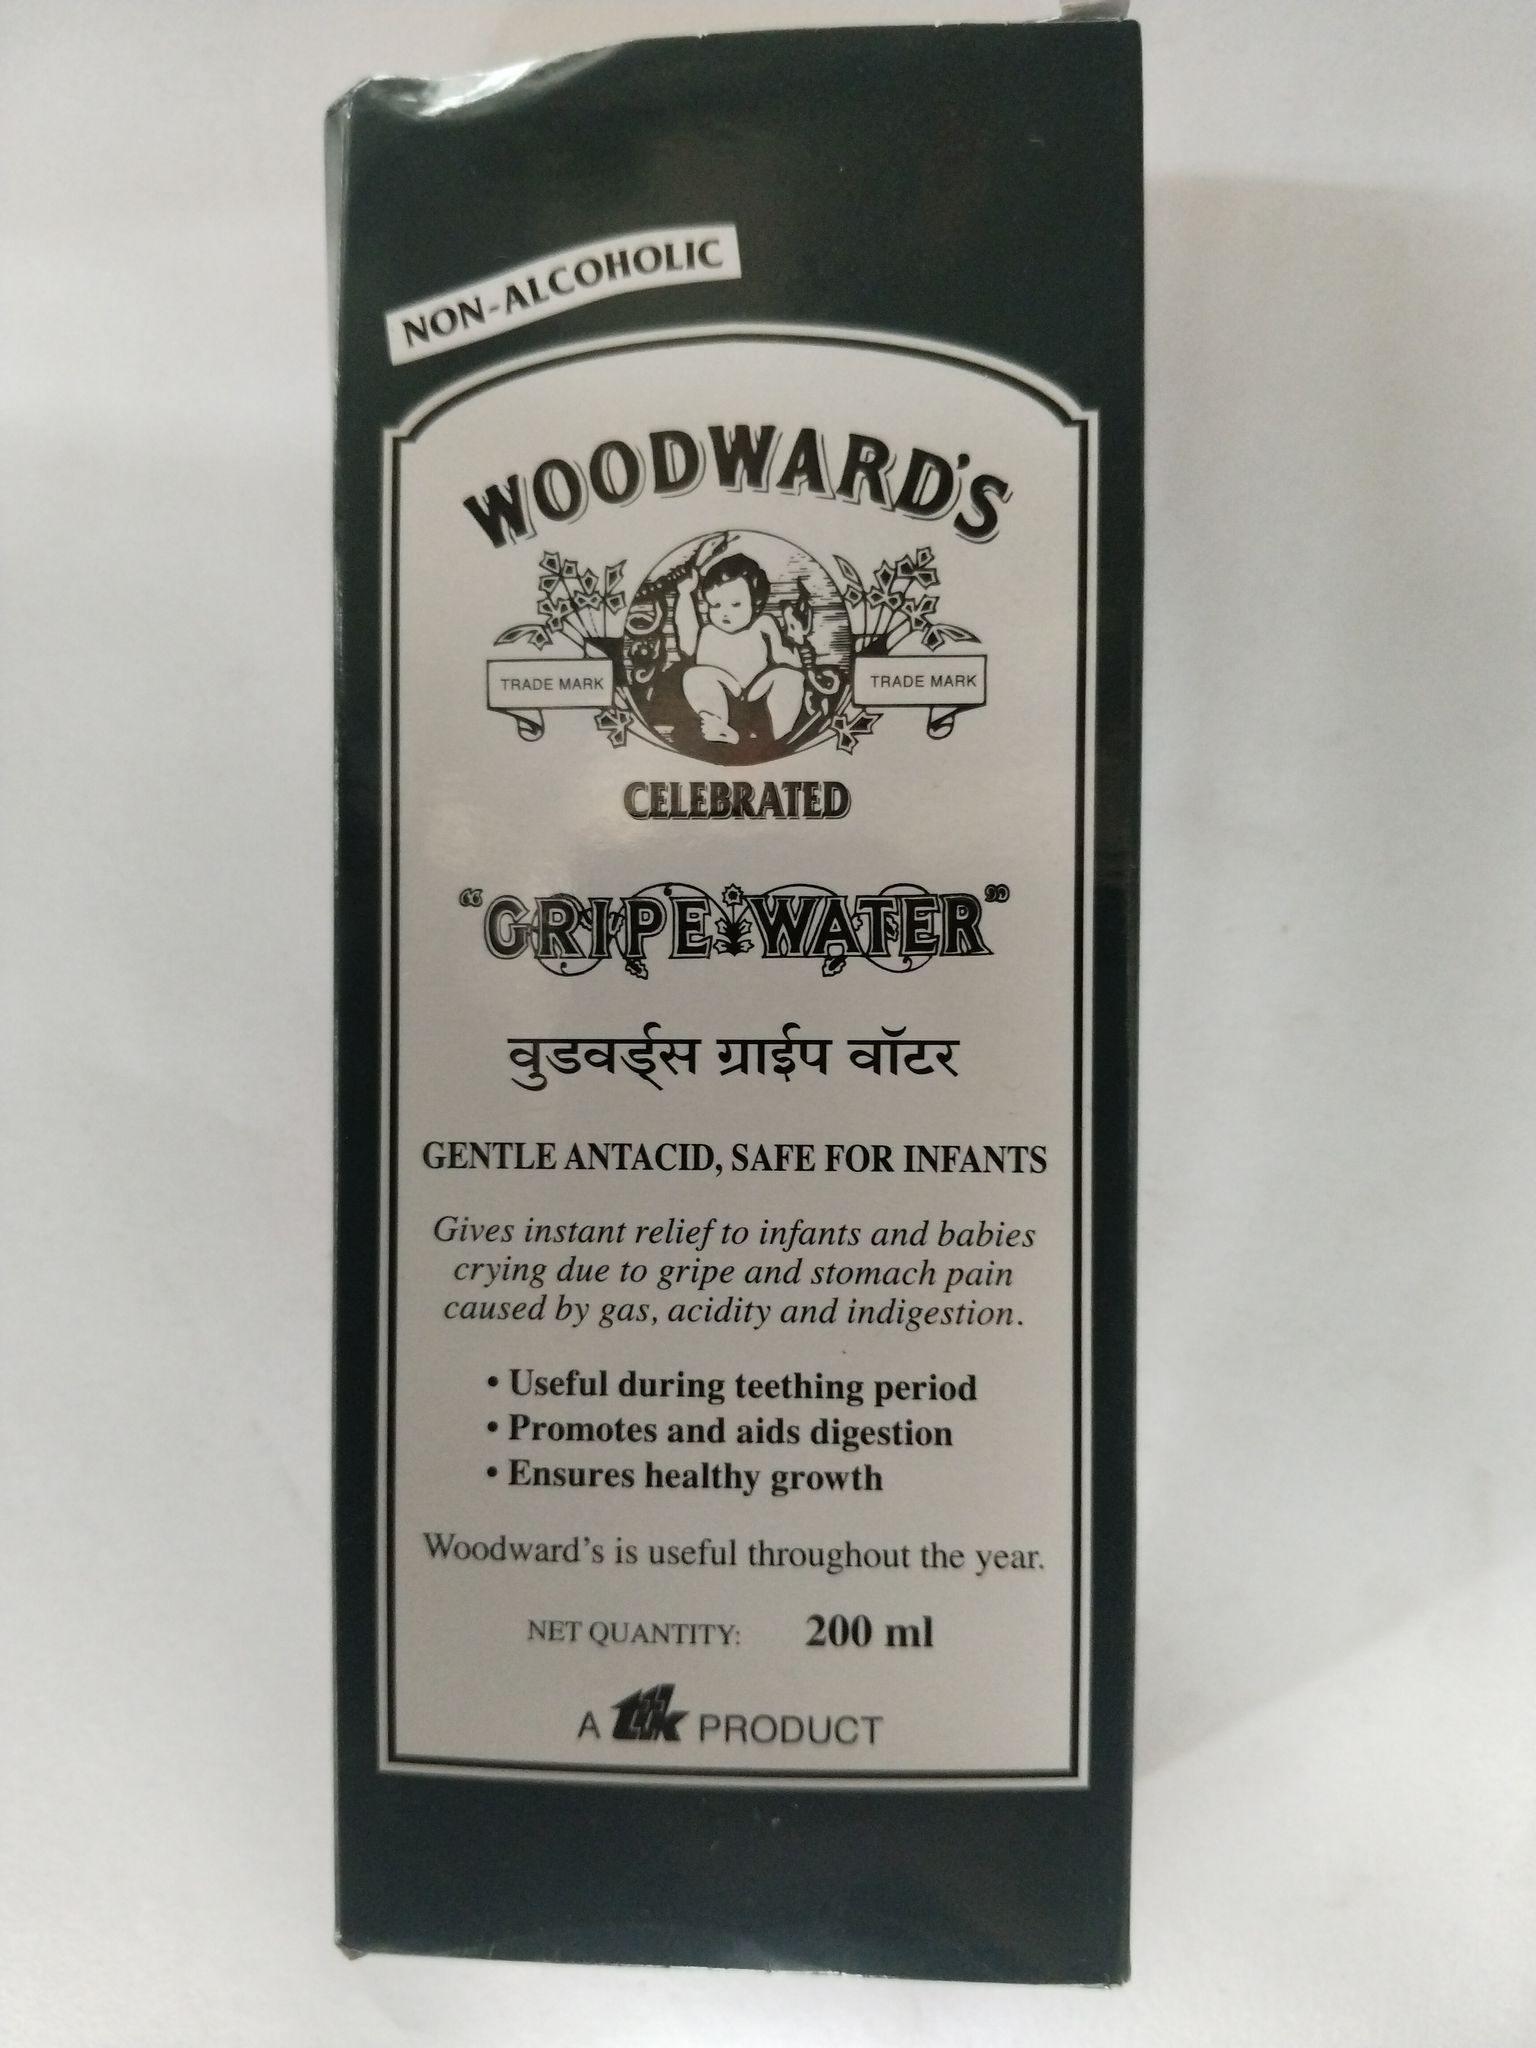 NON-ALCOHOLIC
WOODWARD'S
TRADE MARK
TRADE MARK
CELEBRATED
"GRIPE WATER"
वुडवर्ड्स ग्राईप वॉटर
GENTLE ANTACID, SAFE FOR INFANTS
Gives instant relief to infants and babies
crying due to gripe and stomach pain
caused by gas, acidity and indigestion.
• Useful during teething period
• Promotes and aids digestion
• Ensures healthy growth
Woodward's is useful throughout the year.
NET QUANTITY: 200 ml
A ttk PRODUCT